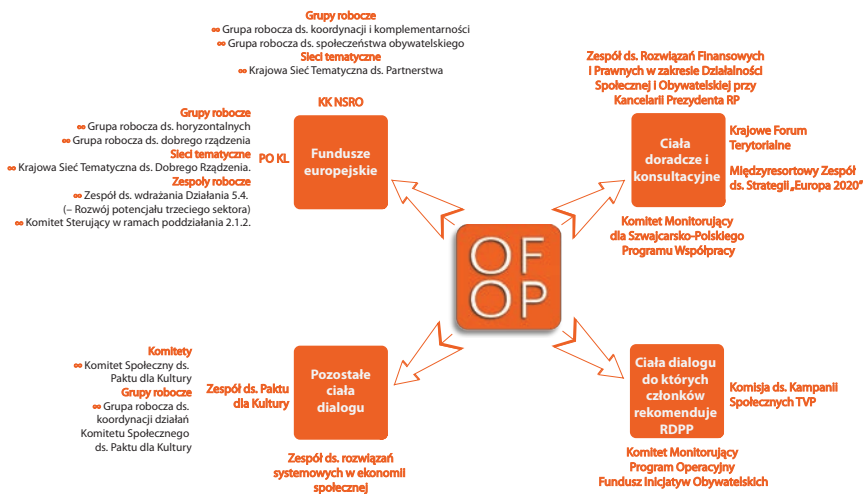 Grupy robocze
∞ Grupa robocza ds. koordynacji i komplementarności
∞ Grupa robocza ds. społeczeństwa obywatelskiego
Sieci tematyczne
∞ Krajowa Sieć Tematyczna ds. Partnerstwa
KK NSRO
Grupy robocze
∞ Grupa robocza ds. horyzontalnych
∞ Grupa robocza ds. dobrego rządzenia
Sieci tematyczne
∞ Krajowa Sieć Tematyczna ds. Dobrego Rządzenia.
Zespoły robocze
∞ Zespół ds. wdrażania Działania 5.4.
(– Rozwój potencjału trzeciego sektora)
∞ Komitet Sterujący w ramach poddziałania 2.1.2.
PO KL
Fundusze
europejskie
Zespół ds. Rozwiązań Finansowych
i Prawnych w zakresie Działalności
Społecznej i Obywatelskiej przy
Kancelarii Prezydenta RP
Ciała
doradcze i
konsultacyjne
Krajowe Forum
Terytorialne
Międzyresortowy Zespół
ds. Strategii „Europa 2020”
Komitet Monitorujący
dla Szwajcarsko-Polskiego
Programu Współpracy
OF
OP
Komitety
∞ Komitet Społeczny ds.
Paktu dla Kultury
Grupy robocze
∞ Grupa robocza ds.
koordynacji działań
Komitetu Społecznego
ds. Paktu dla Kultury
Zespół ds. Paktu
dla Kultury
Pozostałe
ciała
dialogu
Zespół ds. rozwiązań
systemowych w ekonomii
społecznej
Ciała dialogu
do których
członków
rekomenduje
RDPP
Komisja ds. Kampanii
Społecznych TVP
Komitet Monitorujący
Program Operacyjny
Fundusz Inicjatyw Obywatelskich